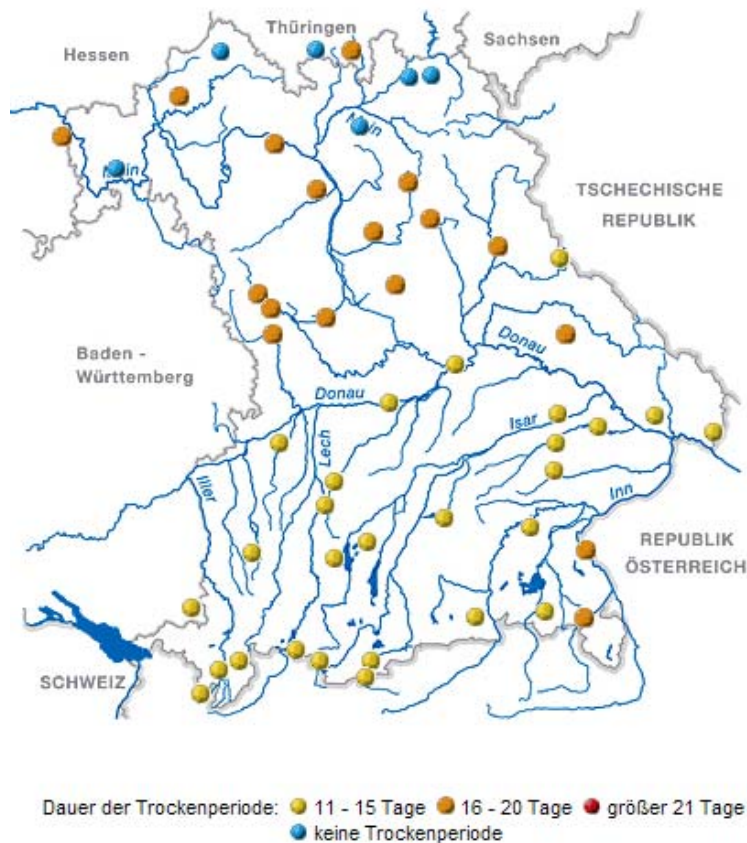 Thüringen
Hessen
Sachsen
Main
Main
TSCHECHISCHE
REPUBLIK
Baden -
Württemberg
Donau
Donau
Isar
Lech
Iller
Inn
REPUBLIK
ÖSTERREICH
SCHWEIZ
Dauer der Trockenperiode: 11 - 15 Tage 16 - 20 Tage größer 21 Tage
keine Trockenperiode